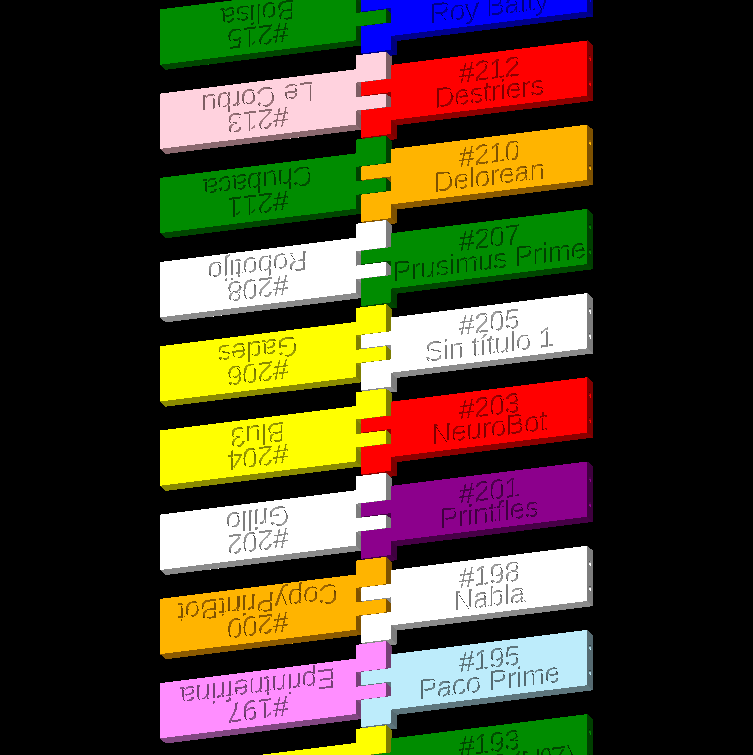 Roy Batty
#215
Bolisa
#212
Destriers
#213
Le Corbu
#210
Delorean
#211
Chubaca
#207
Prusimus Prime
#208
Robotijo
#205
Sin título 1
#206
Gades
#203
NeuroBot
#204
Blu3
#201
Printfles
#202
Grillo
#198
Nabla
#200
CopyPrintBot
#195
Paco Prime
#197
Eprintnefrina
#193